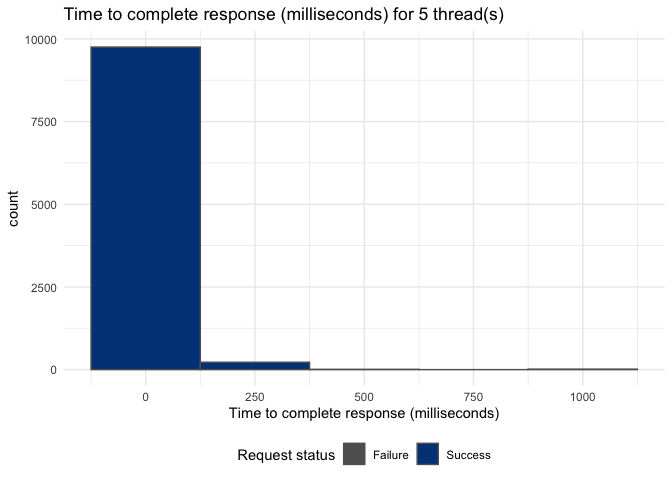 Time to complete response (milliseconds) for 5 thread(s)
10000
7500
5000
2500
0
count
0 250 500 750 1000
Time to complete response (milliseconds)
Request status Failure Success